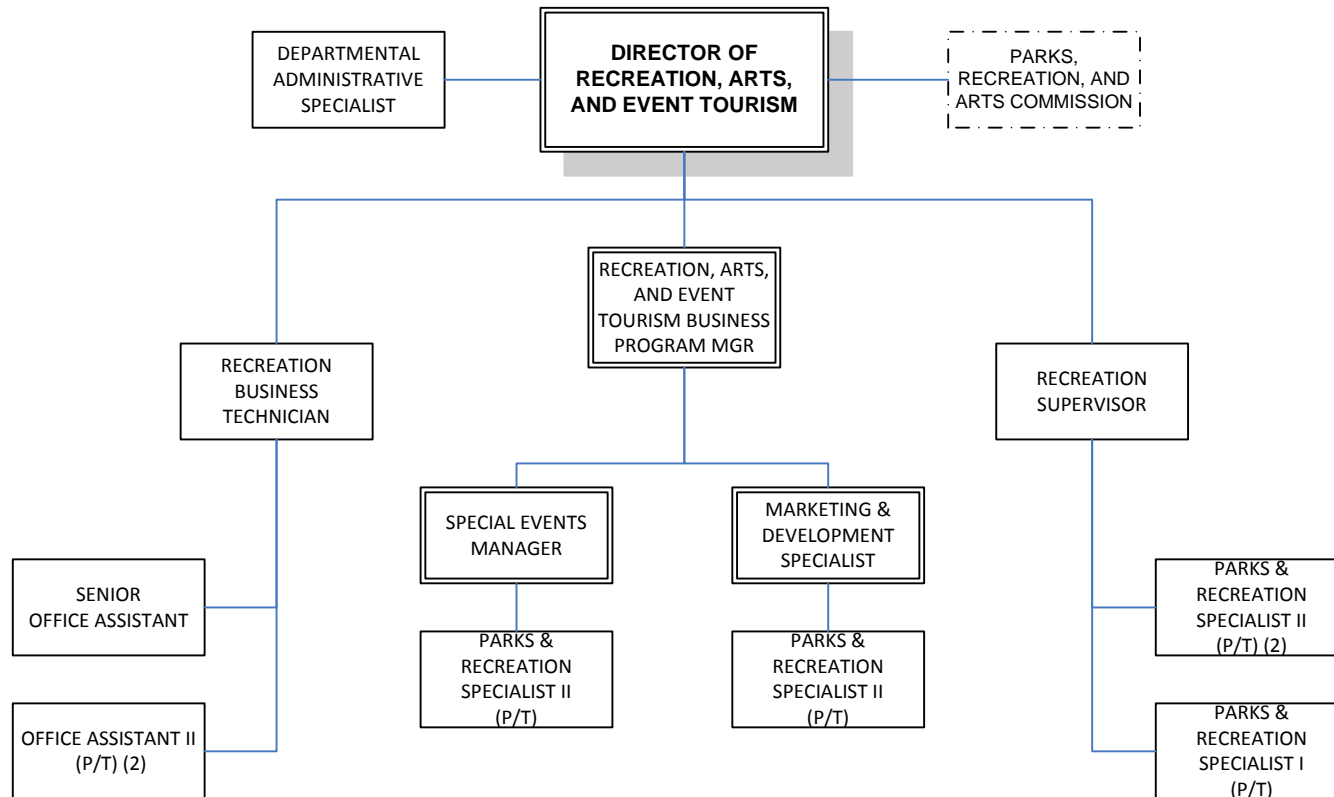 DEPARTMENTAL
ADMINISTRATIVE
SPECIALIST
DIRECTOR OF
RECREATION, ARTS,
AND EVENT TOURISM
PARKS,
RECREATION, AND
ARTS COMMISSION
RECREATION, ARTS,
AND EVENT
TOURISM BUSINESS
PROGRAM MGR
RECREATION
BUSINESS
TECHNICIAN
RECREATION
SUPERVISOR
SPECIAL EVENTS
MANAGER
MARKETING &
DEVELOPMENT
SPECIALIST
SENIOR
OFFICE ASSISTANT
PARKS &
RECREATION
SPECIALIST II
(P/T)
PARKS &
RECREATION
SPECIALIST II
(P/T)
PARKS &
RECREATION
SPECIALIST II
(P/T) (2)
OFFICE ASSISTANT II
(P/T) (2)
PARKS &
RECREATION
SPECIALIST I
(P/T)